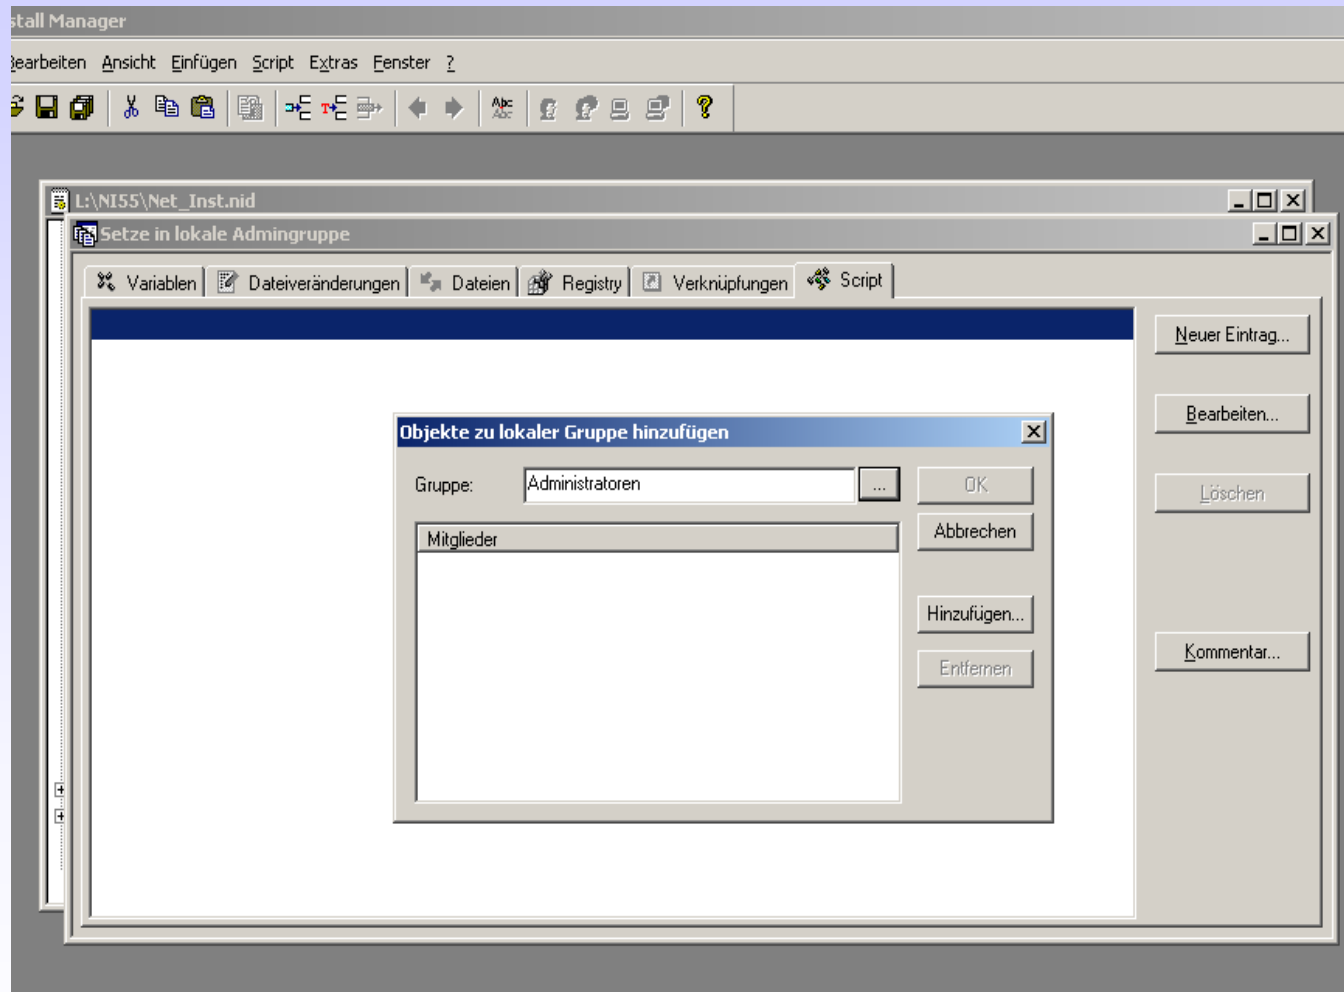 stall Manager
Bearbeiten Ansicht Einfügen Script Extras Fenster ?
Abc
L:\NI55\Net_Inst.nid
Setze in lokale Admingruppe
Variablen Dateiveränderungen Dateien Registry Verknüpfungen Script
Neuer Eintrag...
Bearbeiten...
Löschen
Kommentar...
Objekte zu lokaler Gruppe hinzufügen
Gruppe: Administratoren ... OK
Abbrechen
Mitglieder
Hinzufügen...
Entfernen